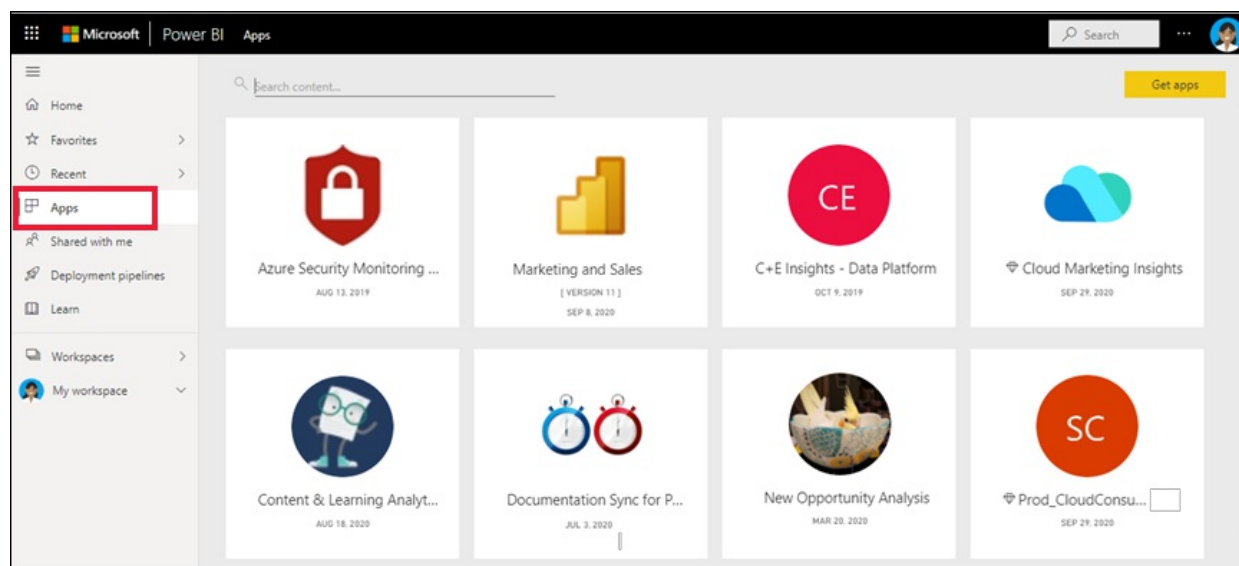 Microsoft Power BI Apps Search ...
Search content...
Get apps
Home
Favorites
Recent
Apps
Shared with me
Deployment pipelines
Learn
Workspaces
My workspace
Azure Security Monitoring ...
AUG 13, 2019
Marketing and Sales
[ VERSION 11 ]
SEP 8, 2020
CE
C+E Insights - Data Platform
OCT 9, 2019
Cloud Marketing Insights
SEP 29, 2020
Content & Learning Analyt...
AUG 18, 2020
Documentation Sync for P...
JUL 3, 2020
New Opportunity Analysis
MAR 20, 2020
SC
Prod_CloudConsu...
SEP 29, 2020